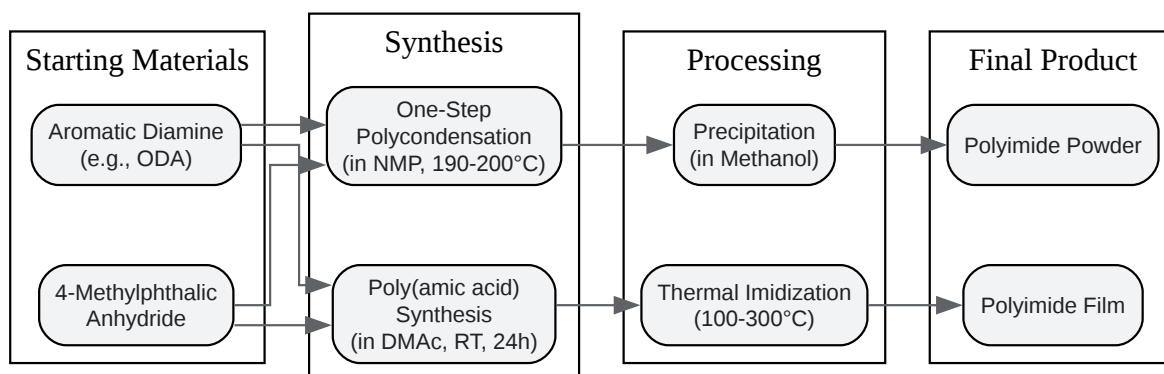 Starting Materials
Aromatic Diamine
(e.g., ODA)
4-Methylphthalic
Anhydride
Synthesis
One-Step
Polycondensation
(in NMP, 190-200°C)
Poly(amic acid)
Synthesis
(in DMAc, RT, 24h)
Processing
Precipitation
(in Methanol)
Thermal Imidization
(100-300°C)
Final Product
Polyimide Powder
Polyimide Film